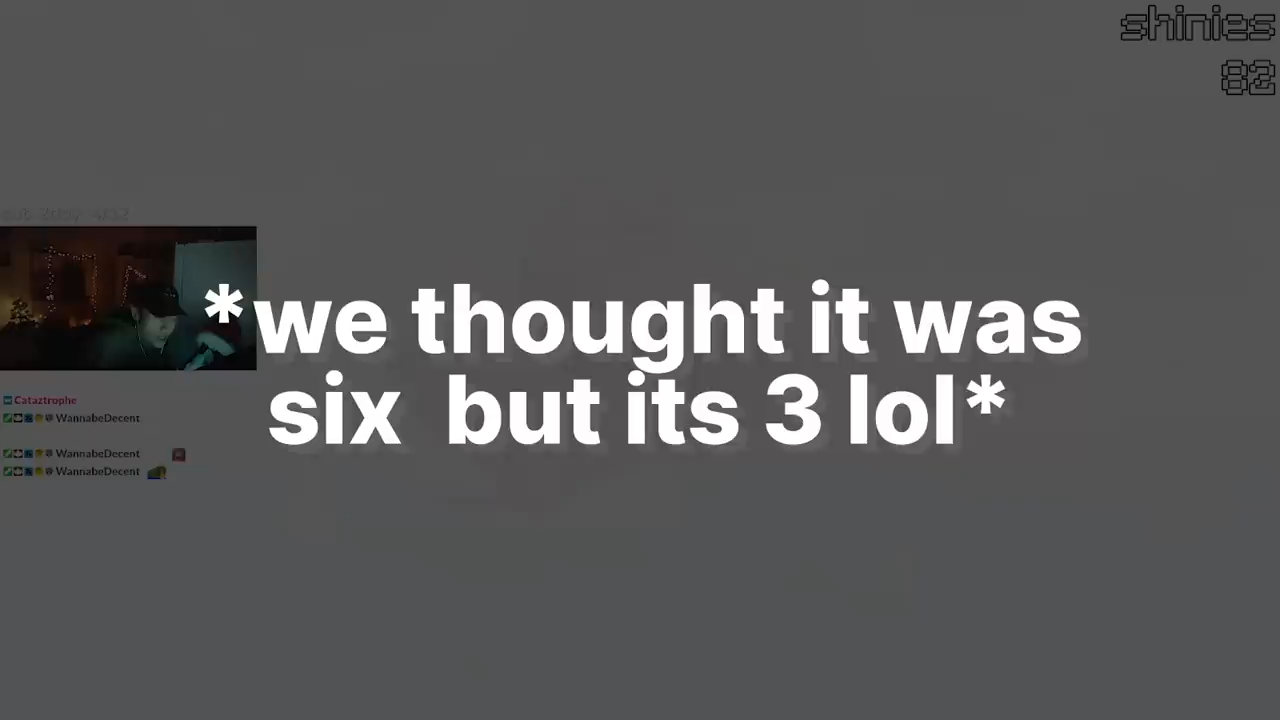 shinies
82
*we thought it was
six  but its 3 lol*
Cataztrophe
WannabeDecent
WannabeDecent
WannabeDecent